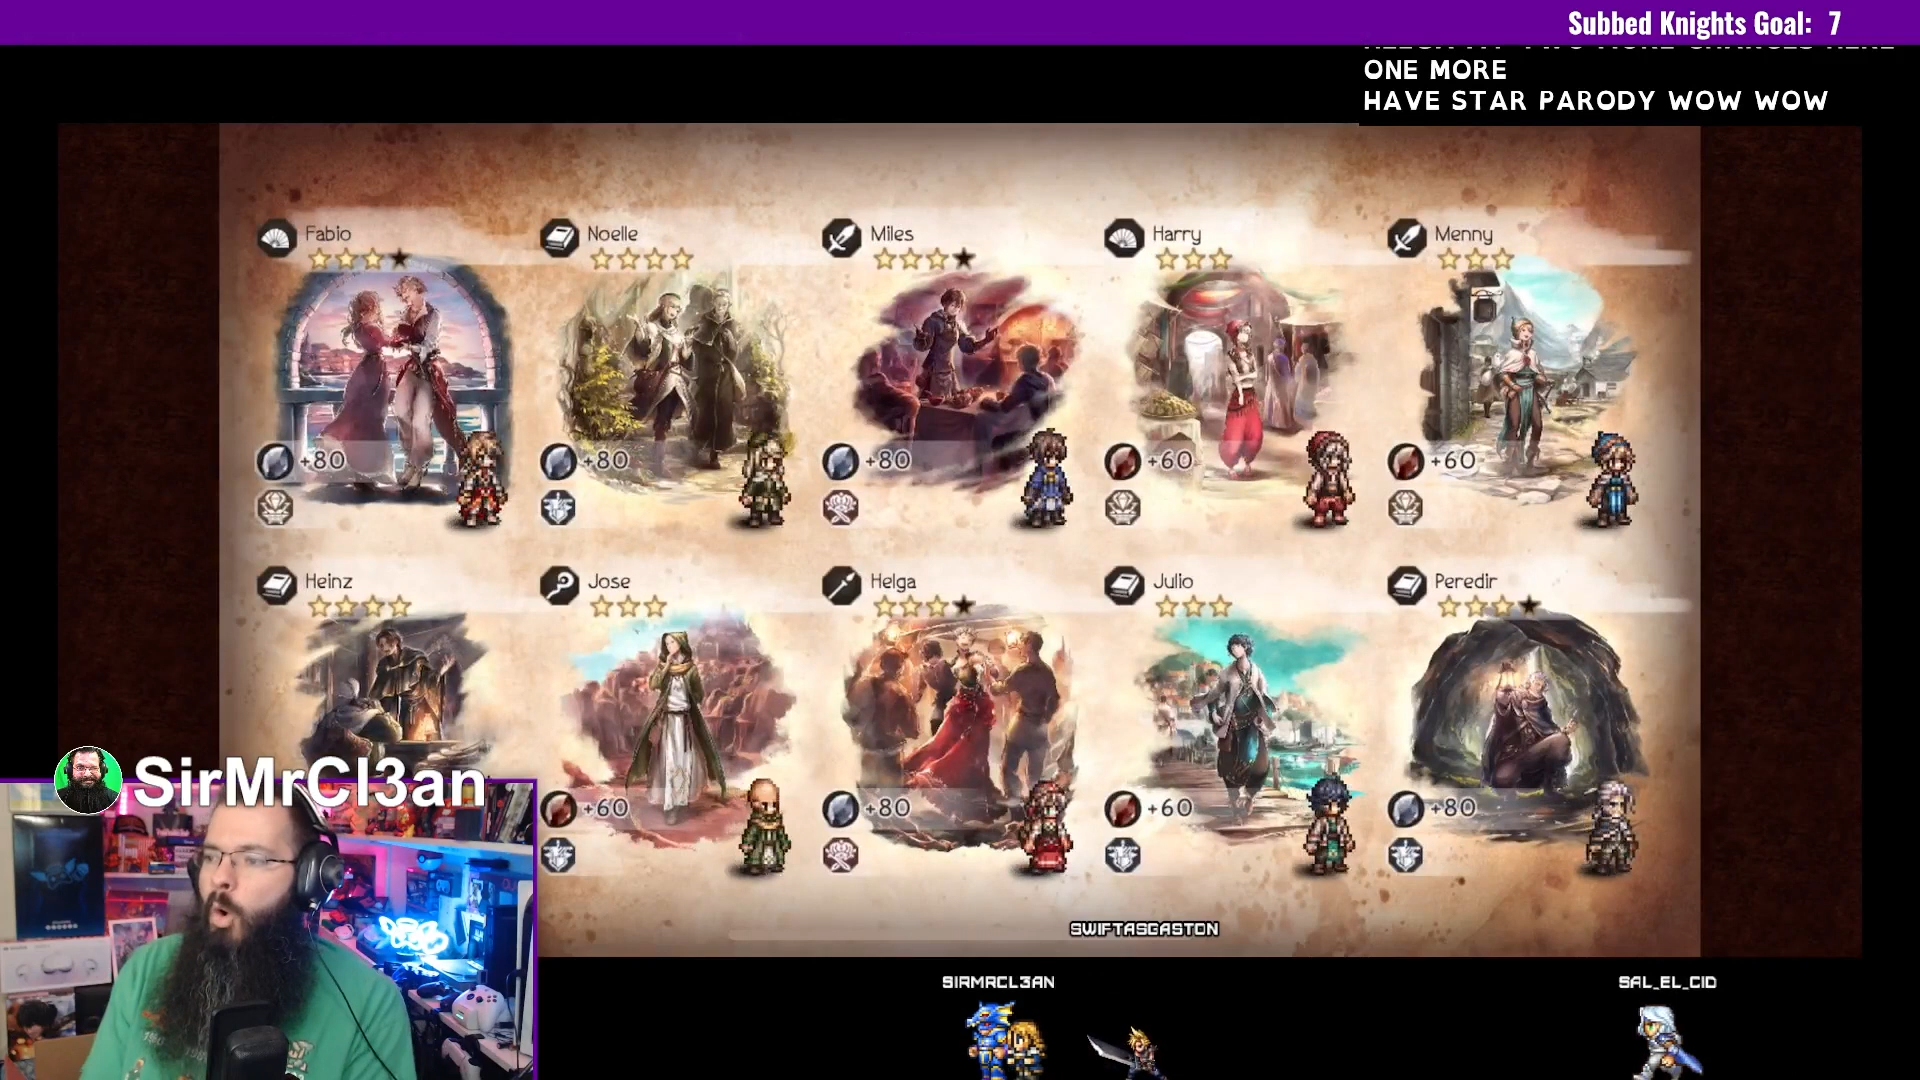 Subbed Knights Goal: 7
ONE MORE
HAVE STAR PARODY WOW WOW
Fabio
Noelle
Miles
Harry
Menny
+80
+80
+80
+60
+60
Heinz
Jose
Helga
Julio
Peredir
SirMrCl3an
+60
+80
+60
+80
SWIFTASGASTON
SIRMRCL3AN
SAL_EL_CID